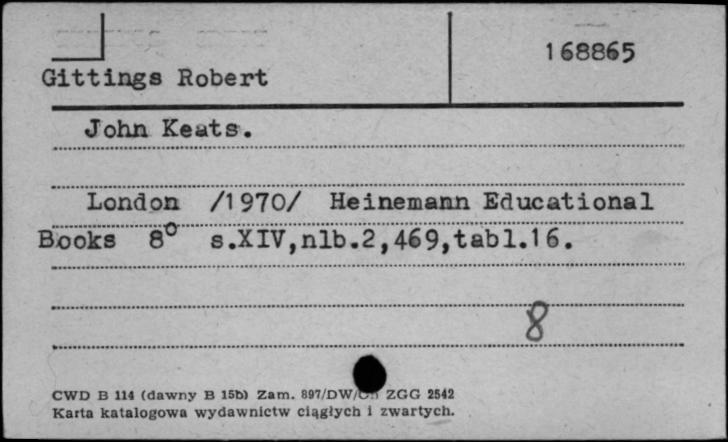 168865
Gittings Robert
John Keats.
London /1970/ Heinemann Educational
Books 8° s.XIV,nlb.2,469,tabl.16.
8
CWD B 114 (dawny B 15b) Zam. 897/DW/ ZGG 2542
Karta katalogowa wydawnictw ciągłych i zwartych.